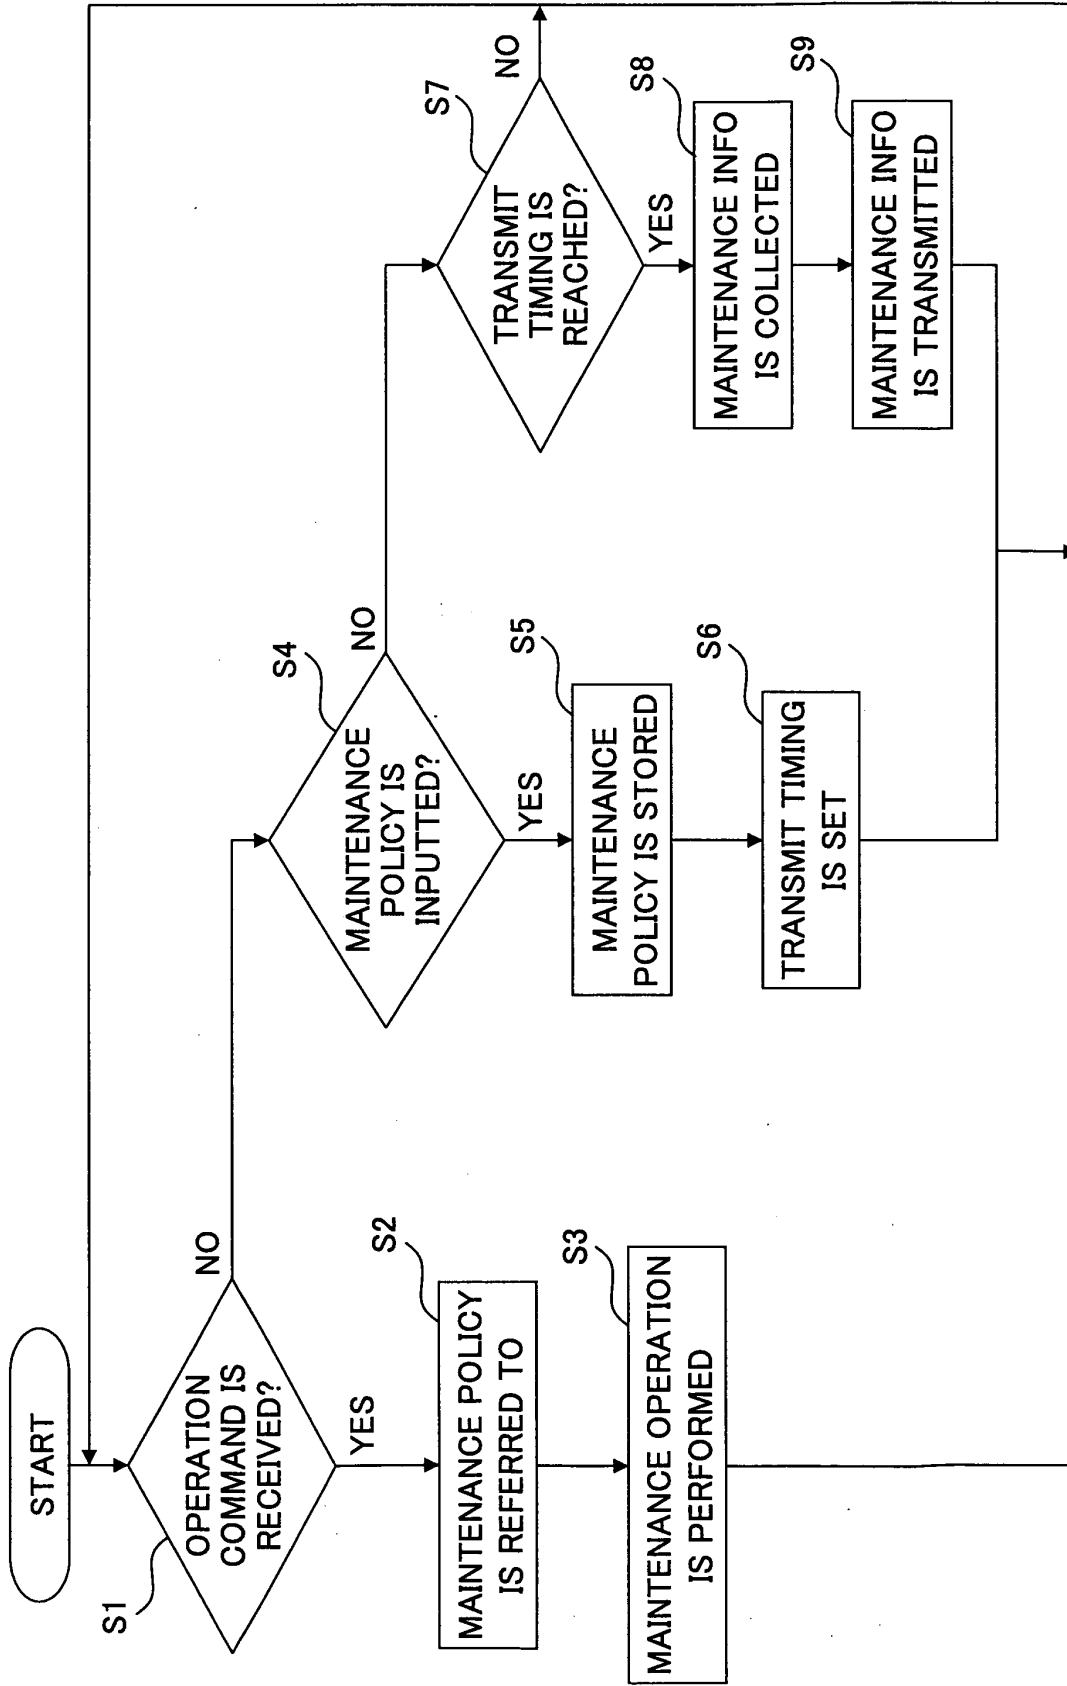 START
S1
OPERATION
COMMAND IS
RECEIVED?
NO
YES
S2
MAINTENANCE POLICY
IS REFERRED TO
S3
MAINTENANCE OPERATION
IS PERFORMED
S4
MAINTENANCE
POLICY IS
INPUTTED?
NO
YES
S5
MAINTENANCE
POLICY IS STORED
S6
TRANSMIT TIMING
IS SET
S7
TRANSMIT
TIMING IS
REACHED?
NO
YES
S8
MAINTENANCE INFO
IS COLLECTED
S9
MAINTENANCE INFO
IS TRANSMITTED